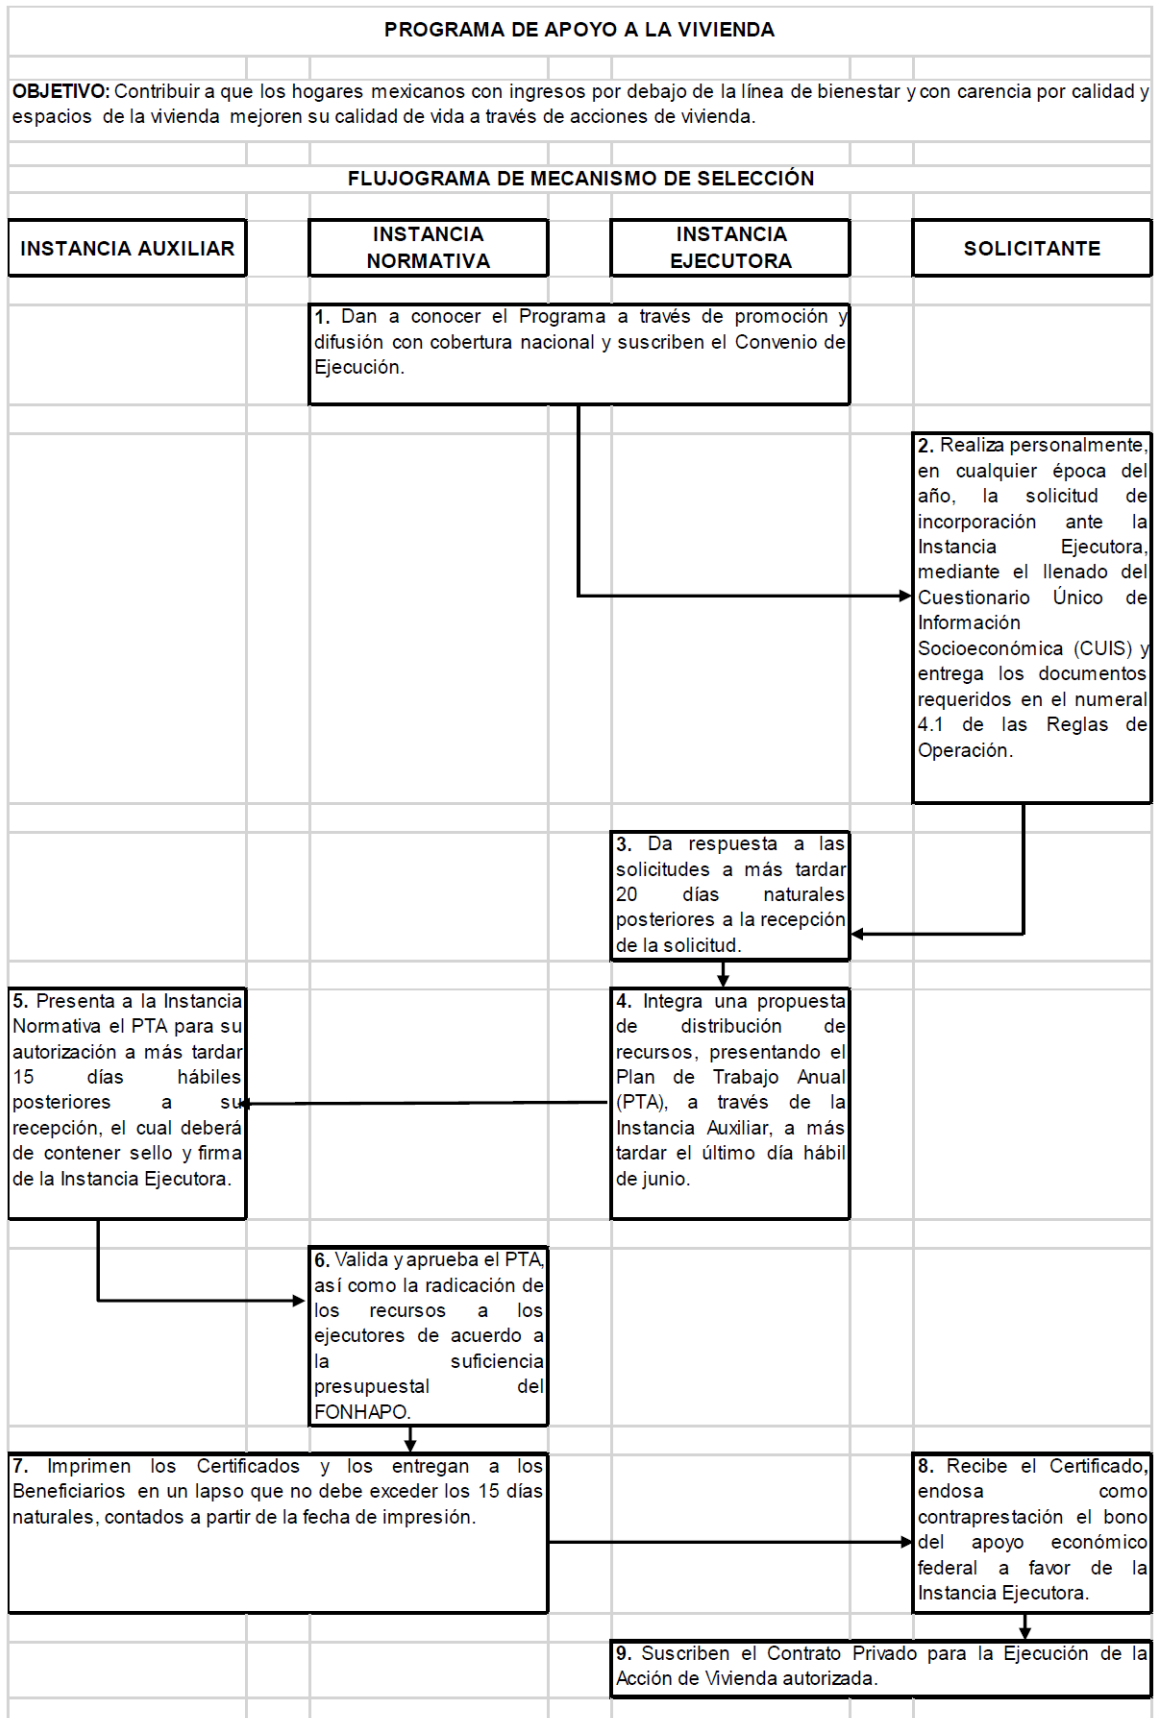 PROGRAMA DE APOYO A LA VIVIENDA
OBJETIVO: Contribuir a que los hogares mexicanos con ingresos por debajo de la línea de bienestar y con carencia por calidad y
espacios de la vivienda mejoren su calidad de vida a través de acciones de vivienda.
FLUJOGRAMA DE MECANISMO DE SELECCIÓN
INSTANCIA AUXILIAR
INSTANCIA
NORMATIVA
INSTANCIA
EJECUTORA
SOLICITANTE
1. Dan a conocer el Programa a través de promoción y
difusión con cobertura nacional y suscriben el Convenio de
Ejecución.
2. Realiza personalmente,
en cualquier época del
año, la solicitud de
incorporación ante la
Instancia Ejecutora,
mediante el llenado del
Cuestionario Único de
Información
Socioeconómica (CUIS) y
entrega los documentos
requeridos en el numeral
4.1 de las Reglas de
Operación.
3. Da respuesta a las
solicitudes a más tardar
20 días naturales
posteriores a la recepción
de la solicitud.
4. Integra una propuesta
de distribución de
recursos, presentando el
Plan de Trabajo Anual
(PTA), a través de la
Instancia Auxiliar, a más
tardar el último día hábil
de junio.
5. Presenta a la Instancia
Normativa el PTA para su
autorización a más tardar
15 días hábiles
posteriores a su
recepción, el cual deberá
de contener sello y firma
de la Instancia Ejecutora.
6. Valida y aprueba el PTA,
así como la radicación de
los recursos a los
ejecutores de acuerdo a
la suficiencia
presupuestal del
FONHAPO.
7. Imprimen los Certificados y los entregan a los
Beneficiarios en un lapso que no debe exceder los 15 días
naturales, contados a partir de la fecha de impresión.
8. Recibe el Certificado,
endosa como
contraprestación el bono
del apoyo económico
federal a favor de la
Instancia Ejecutora.
9. Suscriben el Contrato Privado para la Ejecución de la
Acción de Vivienda autorizada.